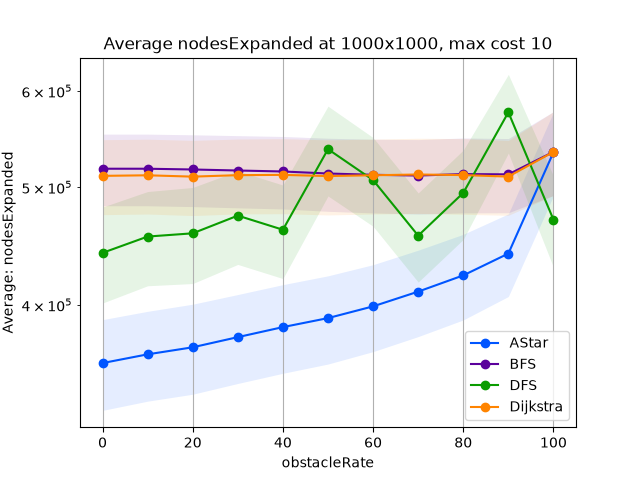 Average nodesExpanded at 1000x1000, max cost 10
Average: nodesExpanded
6 × 10⁵
5 × 10⁵
4 × 10⁵
0 20 40 60 80 100
obstacleRate
AStar
BFS
DFS
Dijkstra